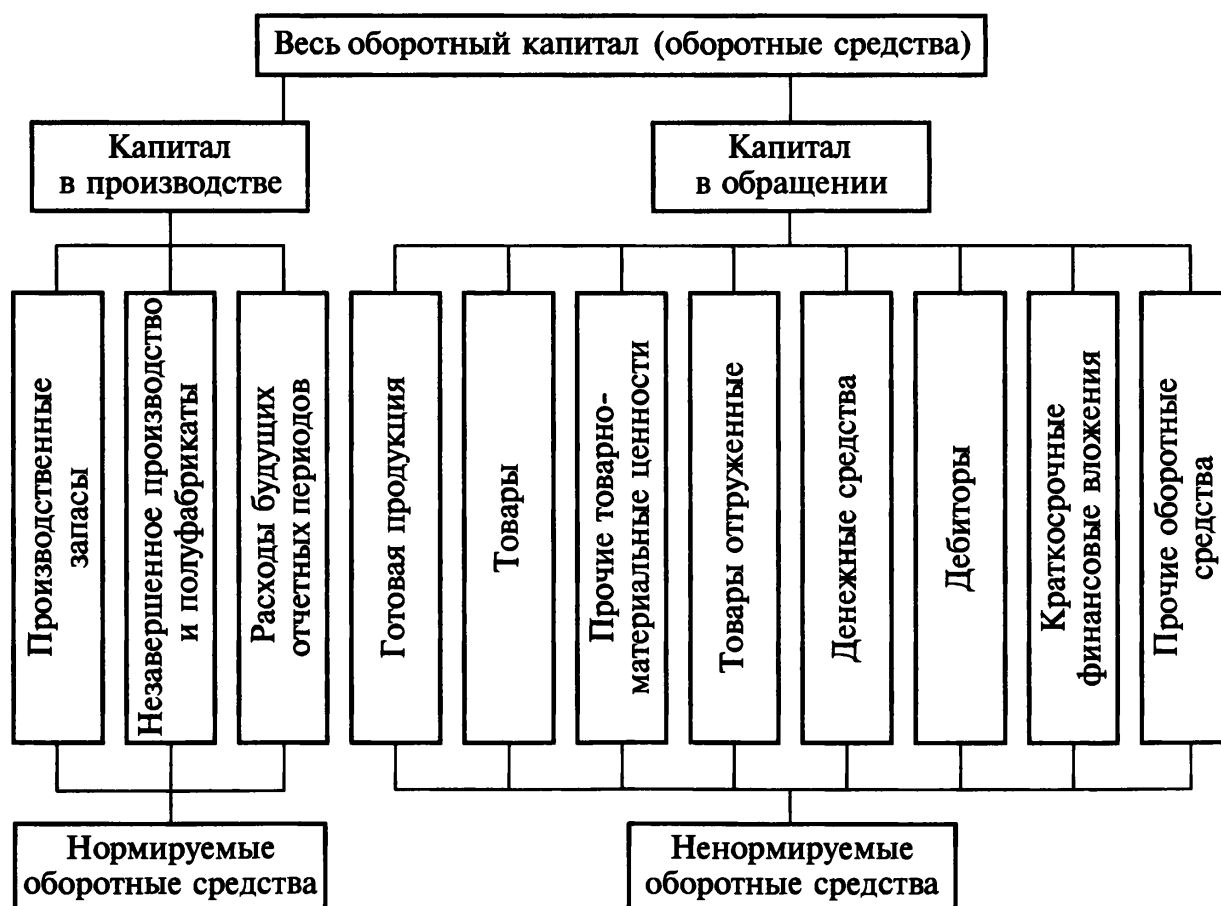 Весь оборотный капитал (оборотные средства)
Капитал
в производстве
Капитал
в обращении
Производственные
запасы
Незавершенное производство
и полуфабрикаты
Расходы будущих
отчетных периодов
Готовая продукция
Товары
Прочие товарно-
материальные ценности
Товары отгруженные
Денежные средства
Дебиторы
Краткосрочные
финансовые вложения
Прочие оборотные
средства
Нормируемые
оборотные средства
Ненормируемые
оборотные средства